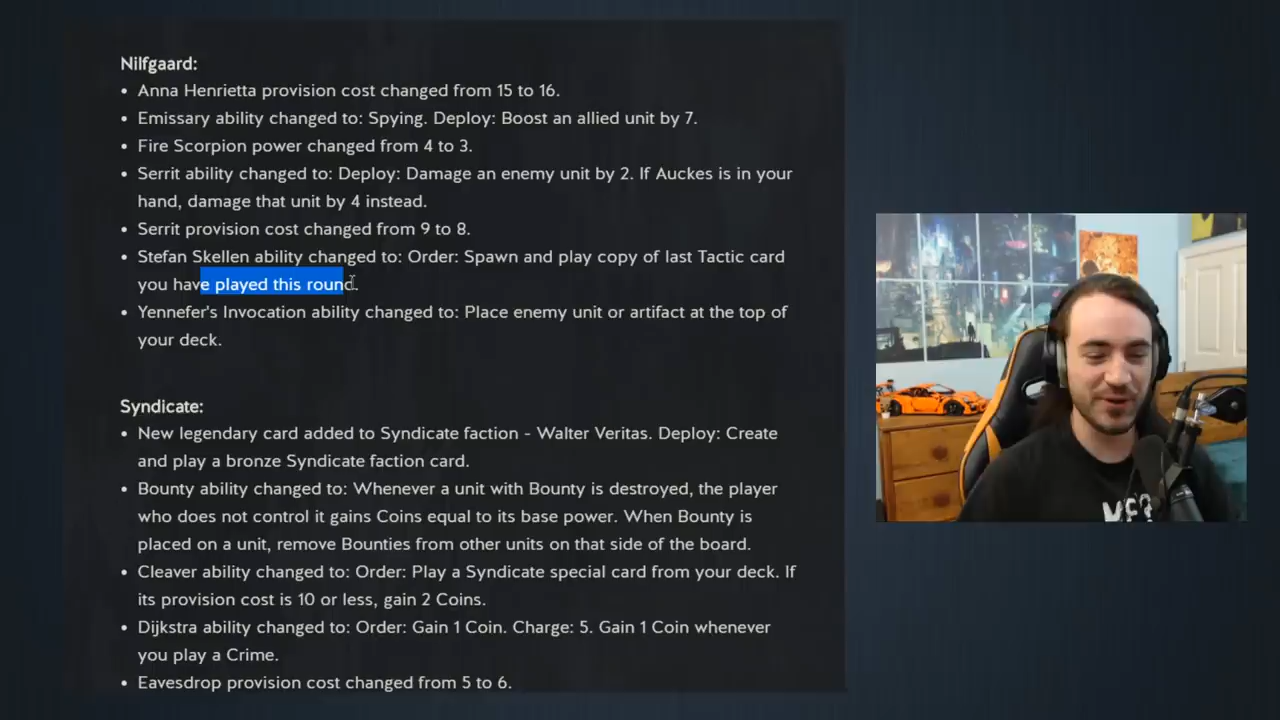 Nilfgaard:
• Anna Henrietta provision cost changed from 15 to 16.
• Emissary ability changed to: Spying. Deploy: Boost an allied unit by 7.
• Fire Scorpion power changed from 4 to 3.
• Serrit ability changed to: Deploy: Damage an enemy unit by 2. If Auckes is in your
hand, damage that unit by 4 instead.
• Serrit provision cost changed from 9 to 8.
• Stefan Skellen ability changed to: Order: Spawn and play copy of last Tactic card
you have played this round.
• Yennefer's Invocation ability changed to: Place enemy unit or artifact at the top of
your deck.
Syndicate:
• New legendary card added to Syndicate faction - Walter Veritas. Deploy: Create
and play a bronze Syndicate faction card.
• Bounty ability changed to: Whenever a unit with Bounty is destroyed, the player
who does not control it gains Coins equal to its base power. When Bounty is
placed on a unit, remove Bounties from other units on that side of the board.
• Cleaver ability changed to: Order: Play a Syndicate special card from your deck. If
its provision cost is 10 or less, gain 2 Coins.
• Dijkstra ability changed to: Order: Gain 1 Coin. Charge: 5. Gain 1 Coin whenever
you play a Crime.
• Eavesdrop provision cost changed from 5 to 6.